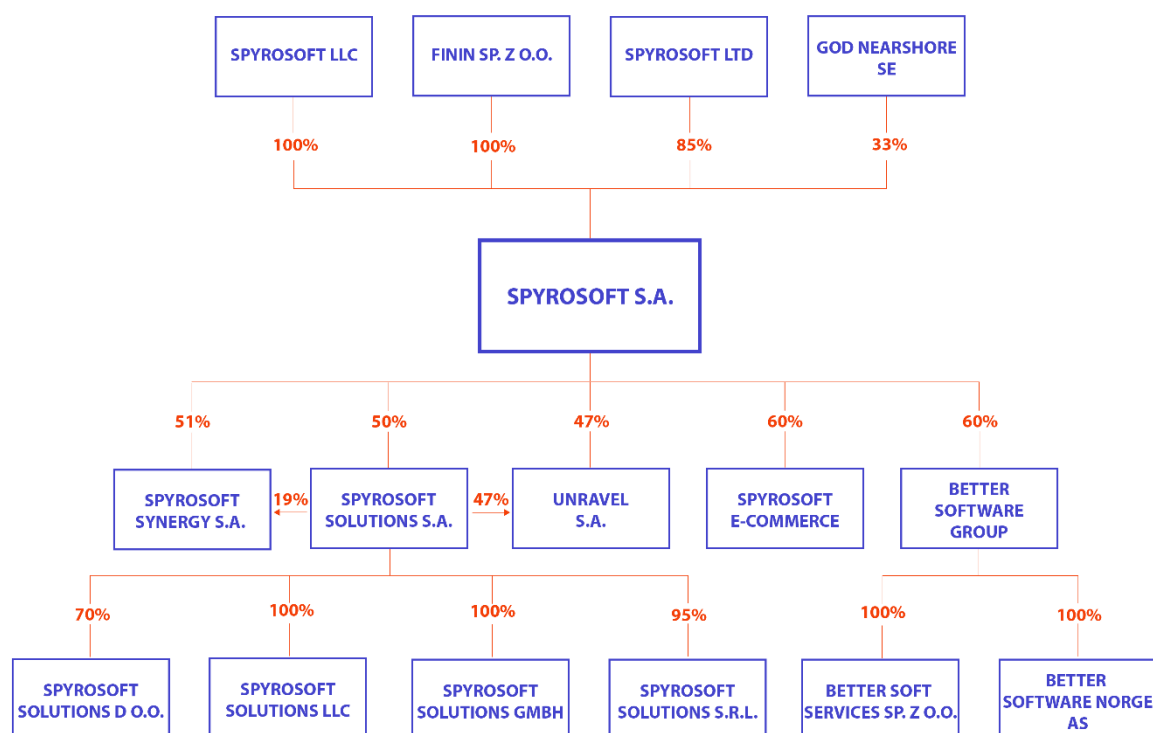 SPYROSOFT LLC
FININ SP. Z O.O.
SPYROSOFT LTD
GOD NEARSHORE
SE
100%
100%
85%
33%
SPYROSOFT S.A.
51%
50%
47%
60%
60%
SPYROSOFT
SYNERGY S.A.
19%
SPYROSOFT
SOLUTIONS S.A.
47%
UNRAVEL
S.A.
SPYROSOFT
E-COMMERCE
BETTER
SOFTWARE
GROUP
70%
100%
100%
95%
100%
100%
SPYROSOFT
SOLUTIONS D O.O.
SPYROSOFT
SOLUTIONS LLC
SPYROSOFT
SOLUTIONS GMBH
SPYROSOFT
SOLUTIONS S.R.L.
BETTER SOFT
SERVICES SP. Z O.O.
BETTER
SOFTWARE NORGE
AS